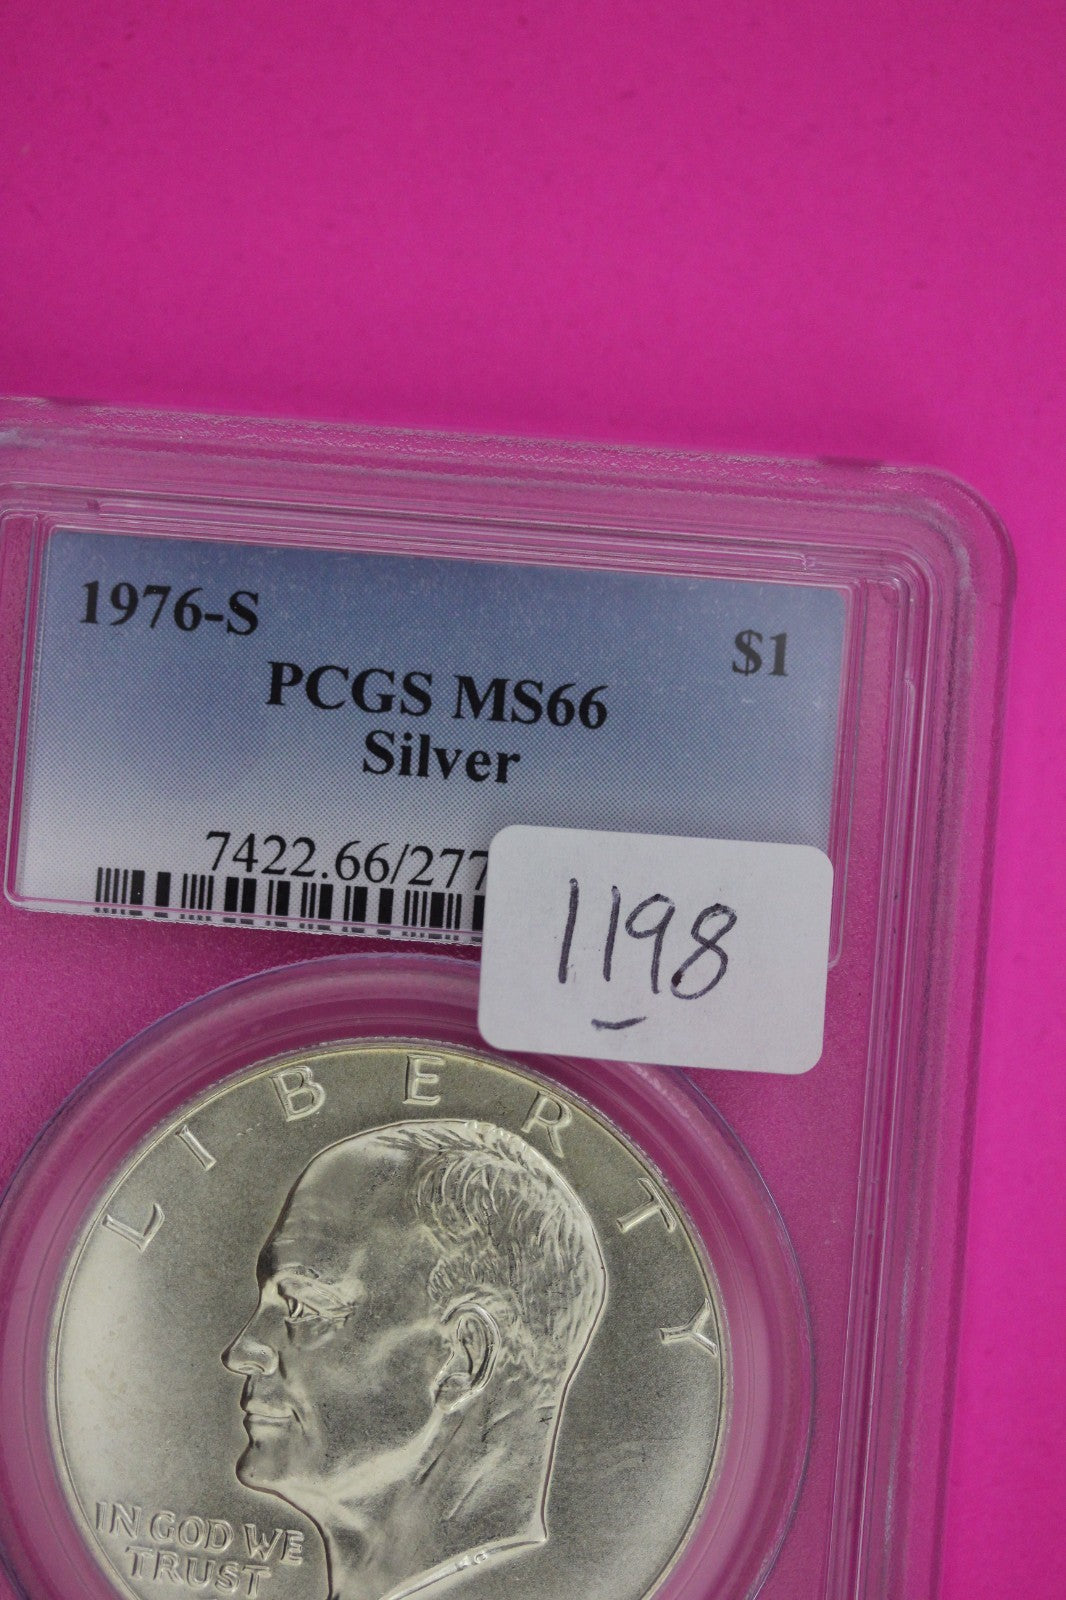 1976-S
$1
PCGS MS66
Silver
7422.66/277
1198
LIBERTY
IN GOD WE
TRUST